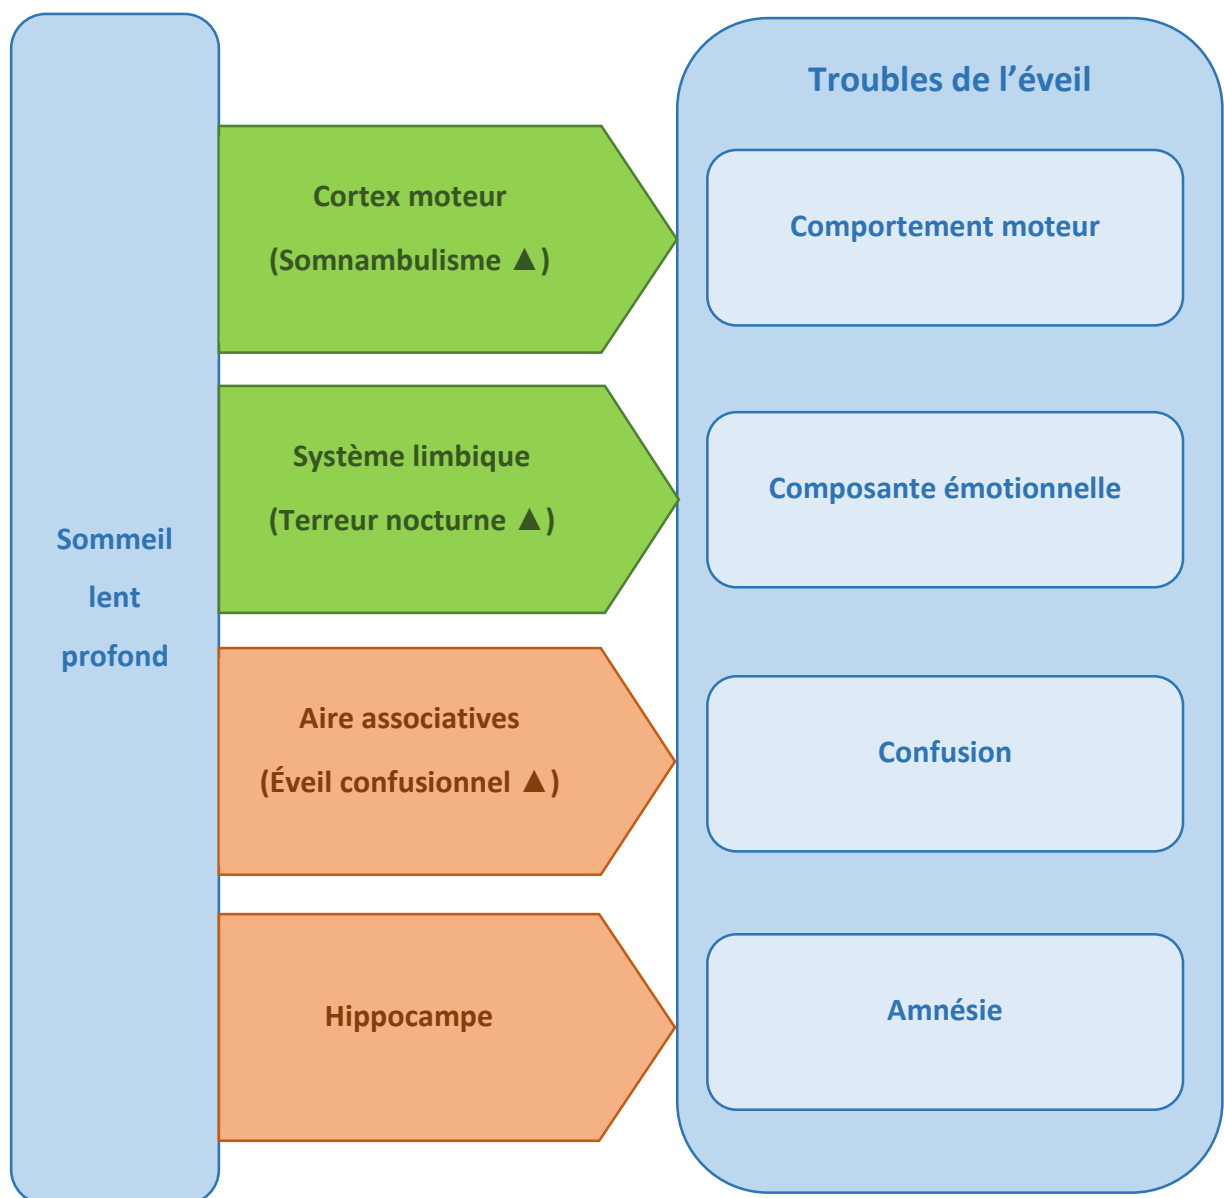 Troubles de l’éveil
Cortex moteur
(Somnambulisme ▲)
Comportement moteur
Système limbique
(Terreur nocturne ▲)
Composante émotionnelle
Sommeil
lent
profond
Aire associatives
(Éveil confusionnel ▲)
Confusion
Hippocampe
Amnésie